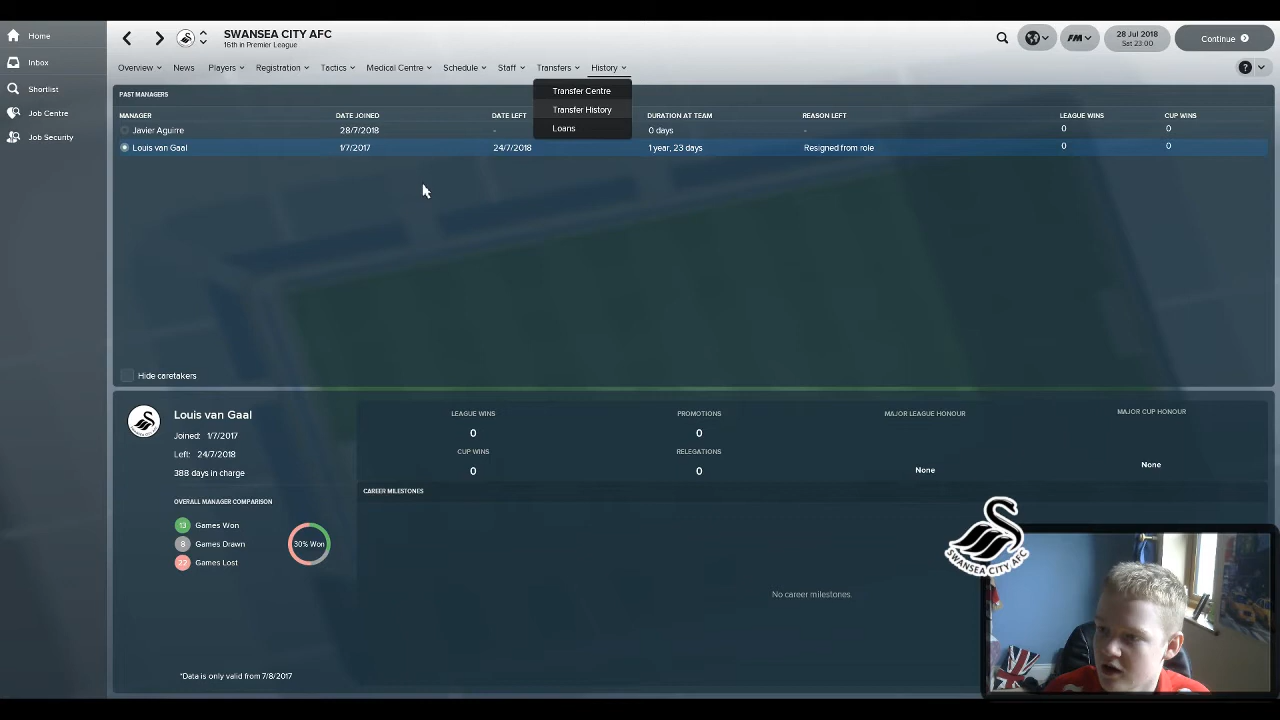 SWANSEA CITY AFC
16th in Premier League
28 Jul 2018
Sat 23:00
Continue
FM
Home
Inbox
Shortlist
Job Centre
Job Security
Overview
News
Players
Registration
Tactics
Medical Centre
Schedule
Staff
Transfers
History
Transfer Centre
Transfer History
Loans
PAST MANAGERS
MANAGER DATE JOINED DATE LEFT DURATION AT TEAM REASON LEFT LEAGUE WINS CUP WINS
Javier Aguirre 28/7/2018 - 0 days - 0 0
Louis van Gaal 1/7/2017 24/7/2018 1 year, 23 days Resigned from role 0 0
Hide caretakers
Louis van Gaal
Joined: 1/7/2017
Left: 24/7/2018
388 days in charge
OVERALL MANAGER COMPARISON
13 Games Won
8 Games Drawn
Games Lost
30% Won
*Data is only valid from 7/8/2017
LEAGUE WINS PROMOTIONS MAJOR LEAGUE HONOUR MAJOR CUP HONOUR
0 0
CUP WINS RELEGATIONS
0 0 None None
CAREER MILESTONES
No career milestones.
SWANSEA CITY AFC